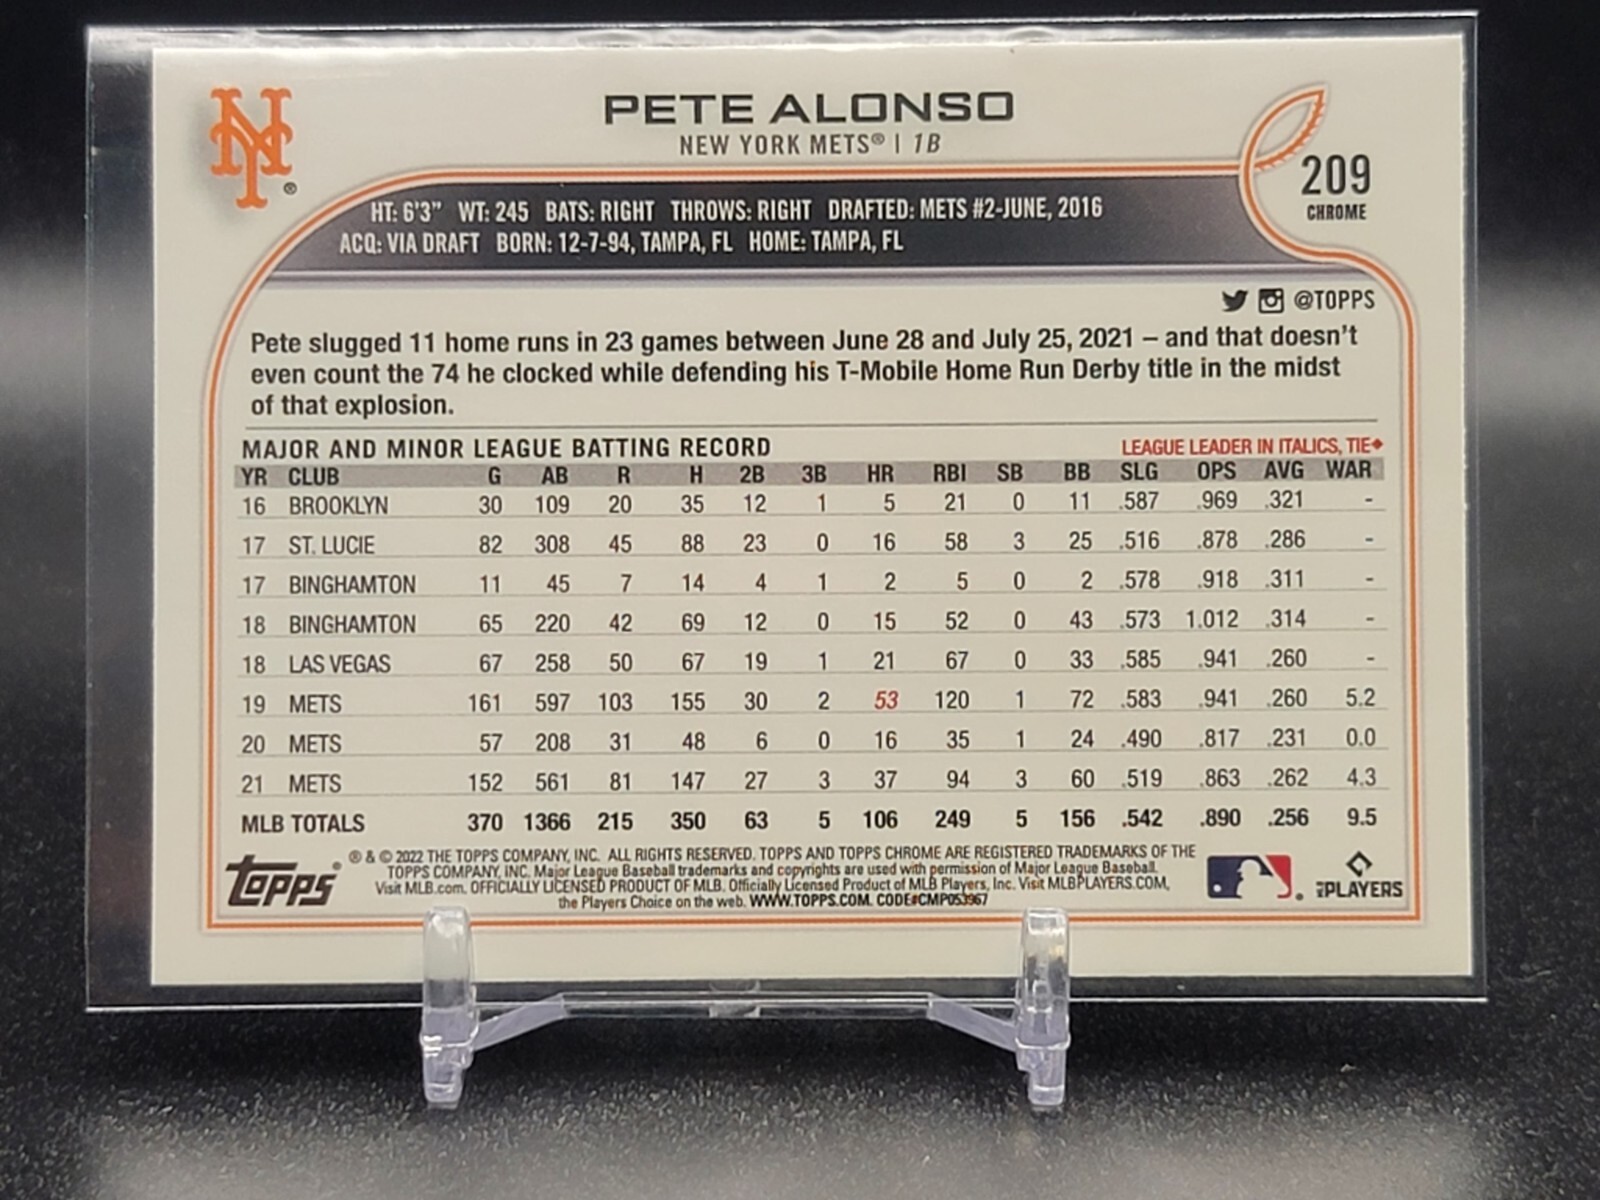 NY®
PETE ALONSO
NEW YORK METS® | 1B
209
CHROME
HT: 6'3" WT: 245 BATS: RIGHT THROWS: RIGHT DRAFTED: METS #2-JUNE, 2016
ACQ: VIA DRAFT BORN: 12-7-94, TAMPA, FL HOME: TAMPA, FL
@TOPPS
Pete slugged 11 home runs in 23 games between June 28 and July 25, 2021 – and that doesn't
even count the 74 he clocked while defending his T-Mobile Home Run Derby title in the midst
of that explosion.
MAJOR AND MINOR LEAGUE BATTING RECORD LEAGUE LEADER IN ITALICS, TIE◆
YR CLUB G AB R H 2B 3B HR RBI SB BB SLG OPS AVG WAR
16 BROOKLYN 30 109 20 35 12 1 5 21 0 11 .587 .969 .321 -
17 ST. LUCIE 82 308 45 88 23 0 16 58 3 25 .516 .878 .286 -
17 BINGHAMTON 11 45 7 14 4 1 2 5 0 2 .578 .918 .311 -
18 BINGHAMTON 65 220 42 69 12 0 15 52 0 43 .573 1.012 .314 -
18 LAS VEGAS 67 258 50 67 19 1 21 67 0 33 .585 .941 .260 -
19 METS 161 597 103 155 30 2 53 120 1 72 .583 .941 .260 5.2
20 METS 57 208 31 48 6 0 16 35 1 24 .490 .817 .231 0.0
21 METS 152 561 81 147 27 3 37 94 3 60 .519 .863 .262 4.3
MLB TOTALS 370 1366 215 350 63 5 106 249 5 156 .542 .890 .256 9.5
Topps®
® & © 2022 THE TOPPS COMPANY, INC. ALL RIGHTS RESERVED. TOPPS AND TOPPS CHROME ARE REGISTERED TRADEMARKS OF THE
TOPPS COMPANY, INC. Major League Baseball trademarks and copyrights are used with permission of Major League Baseball.
Visit MLB.com. OFFICIALLY LICENSED PRODUCT OF MLB. Officially Licensed Product of MLB Players, Inc. Visit MLBPLAYERS.COM,
the Players Choice on the web. WWW.TOPPS.COM. CODE#CMP053967
MLB PLAYERS